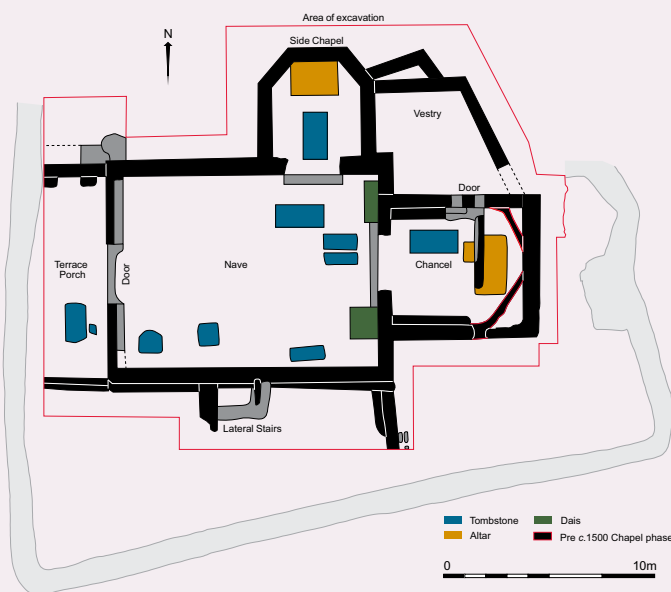 Area of excavation
N
Side Chapel
Vestry
Door
Terrace
Porch
Door
Nave
Chancel
Lateral Stairs
Tombstone
Dais
Altar
Pre c.1500 Chapel phase
0
10m